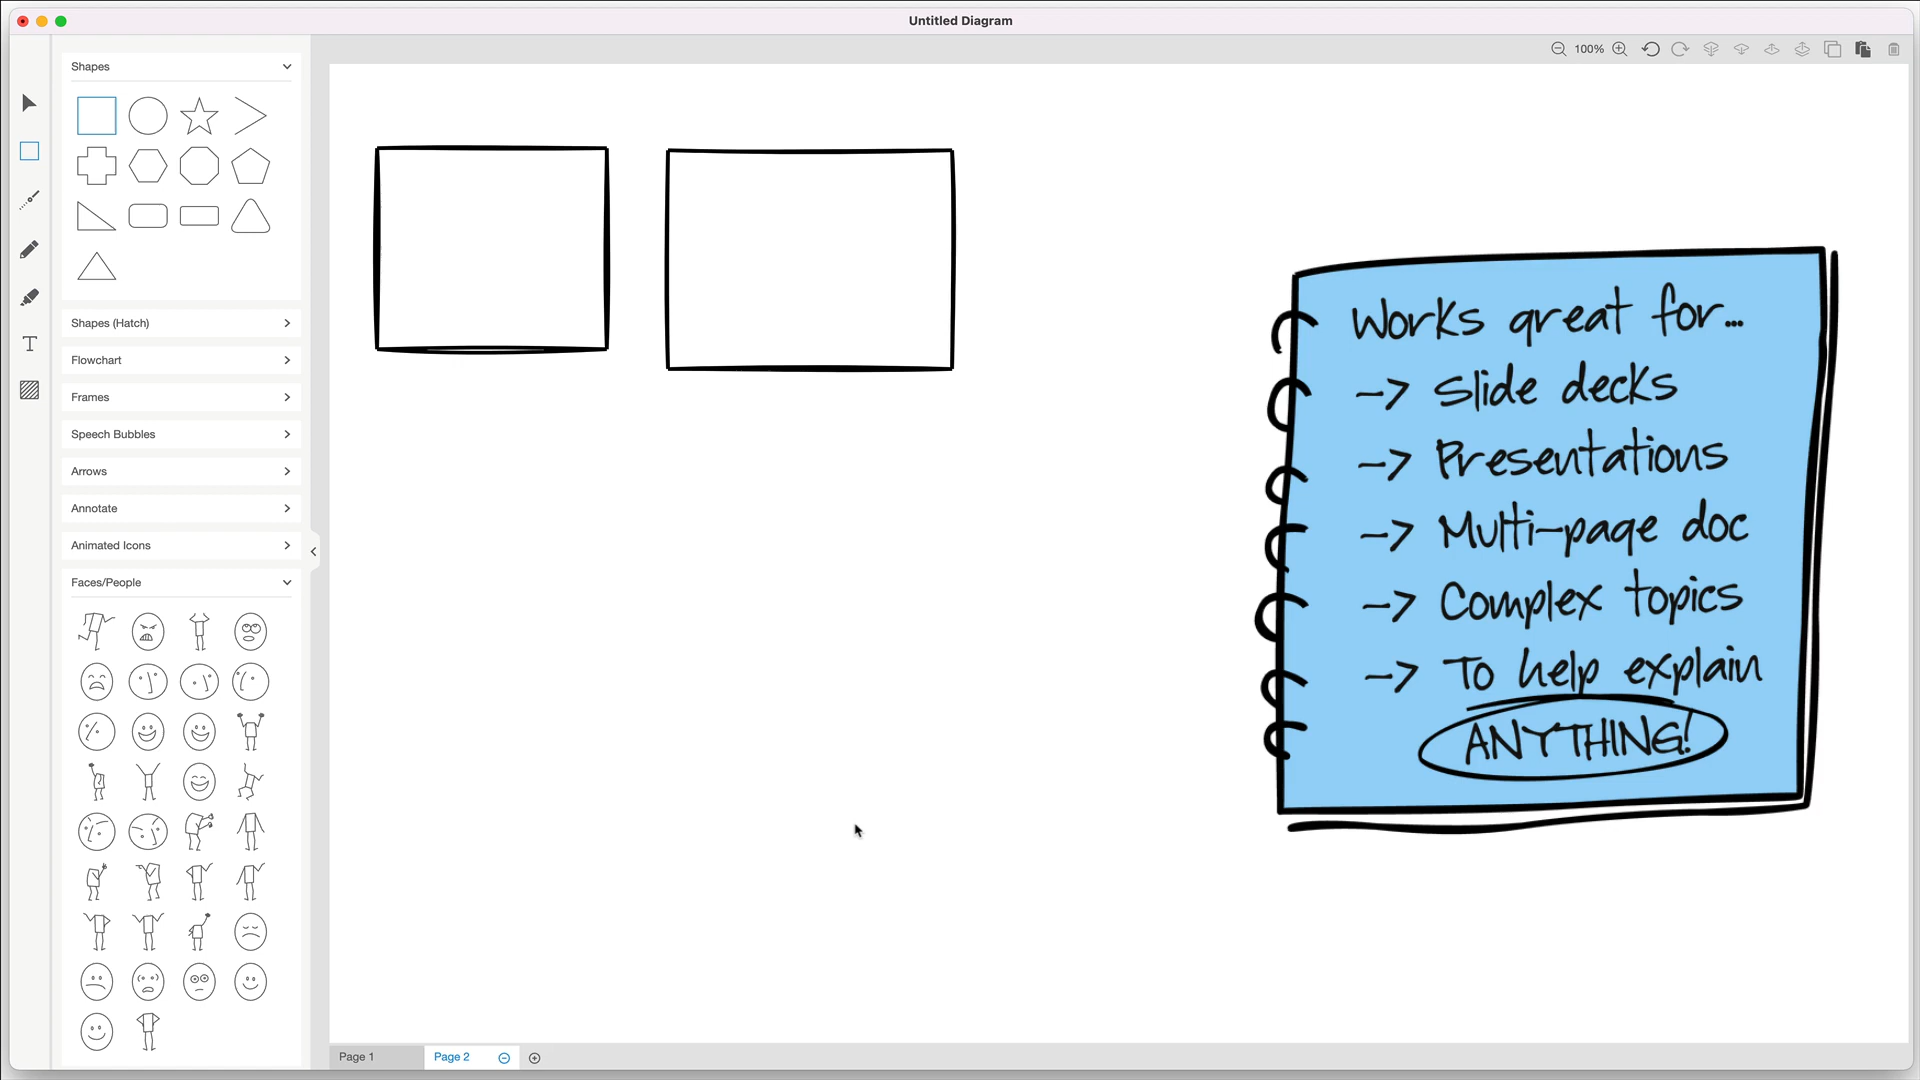 Untitled Diagram
100%
Shapes
Shapes (Hatch)
Flowchart
Frames
Speech Bubbles
Arrows
Annotate
Animated Icons
Faces/People
T
Works great for...
-> Slide decks
-> Presentations
-> Multi-page doc
-> Complex topics
-> To help explain
ANYTHING!
Page 1
Page 2